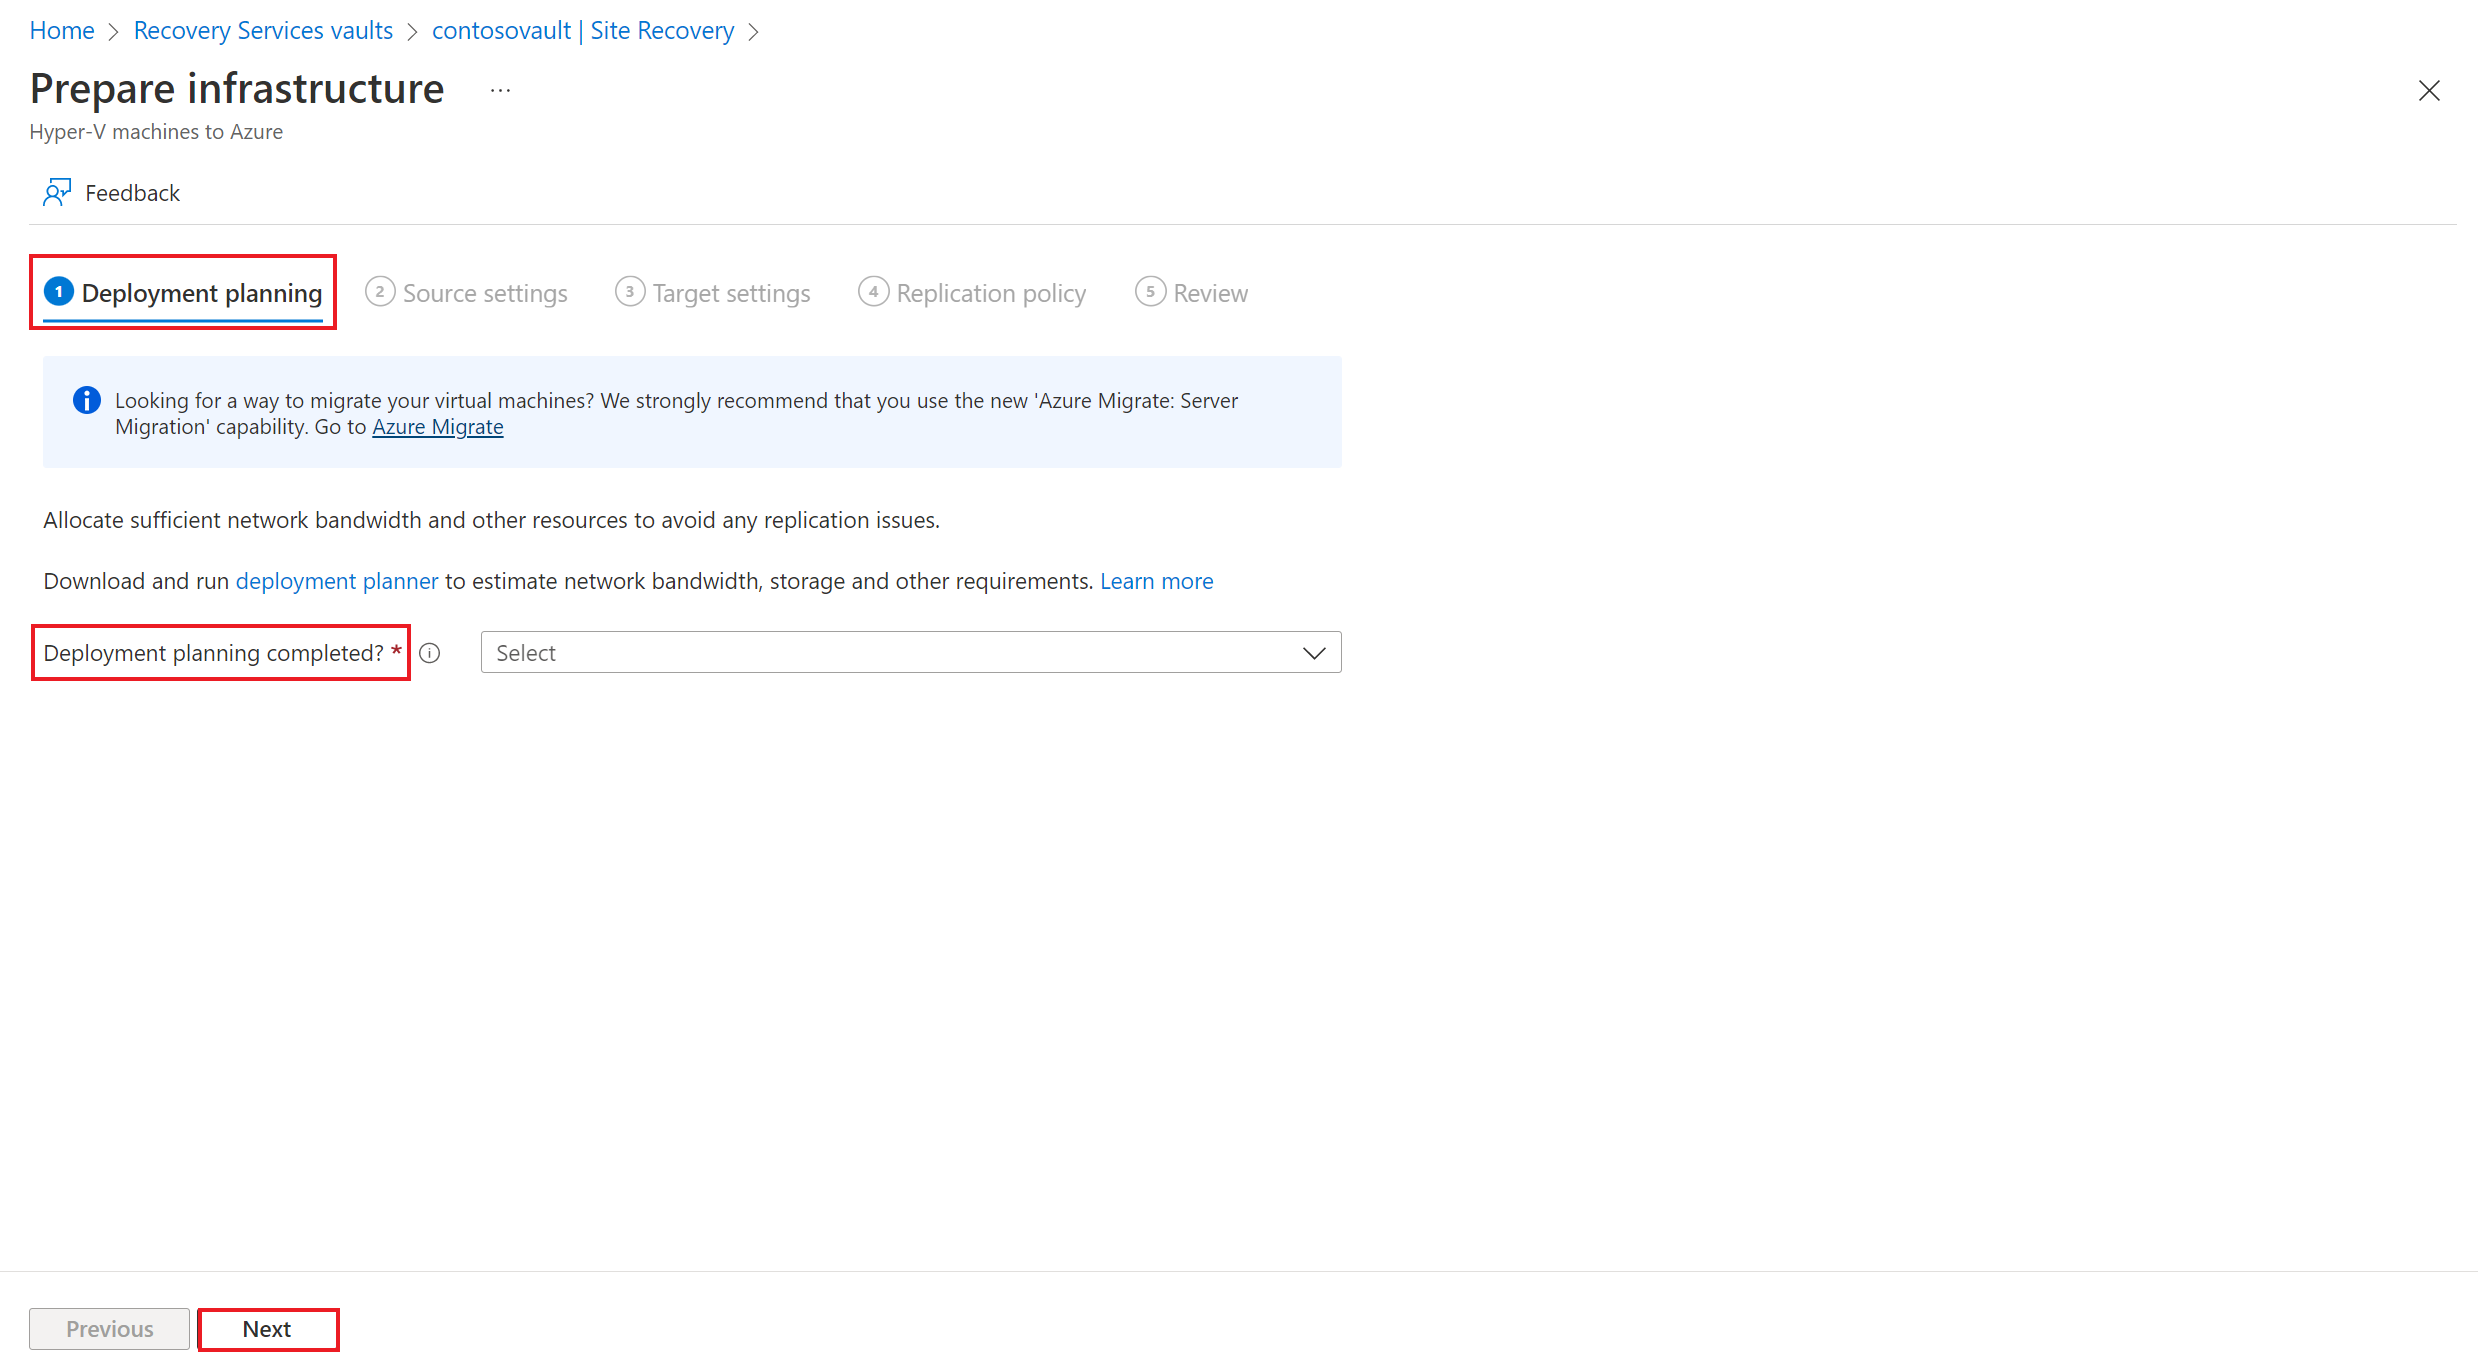 Home > Recovery Services vaults > contosovault | Site Recovery >
Prepare infrastructure ...
Hyper-V machines to Azure
Feedback
1 Deployment planning 2 Source settings 3 Target settings 4 Replication policy 5 Review
Looking for a way to migrate your virtual machines? We strongly recommend that you use the new 'Azure Migrate: Server
Migration' capability. Go to Azure Migrate
Allocate sufficient network bandwidth and other resources to avoid any replication issues.
Download and run deployment planner to estimate network bandwidth, storage and other requirements. Learn more
Deployment planning completed? * Select
Previous Next